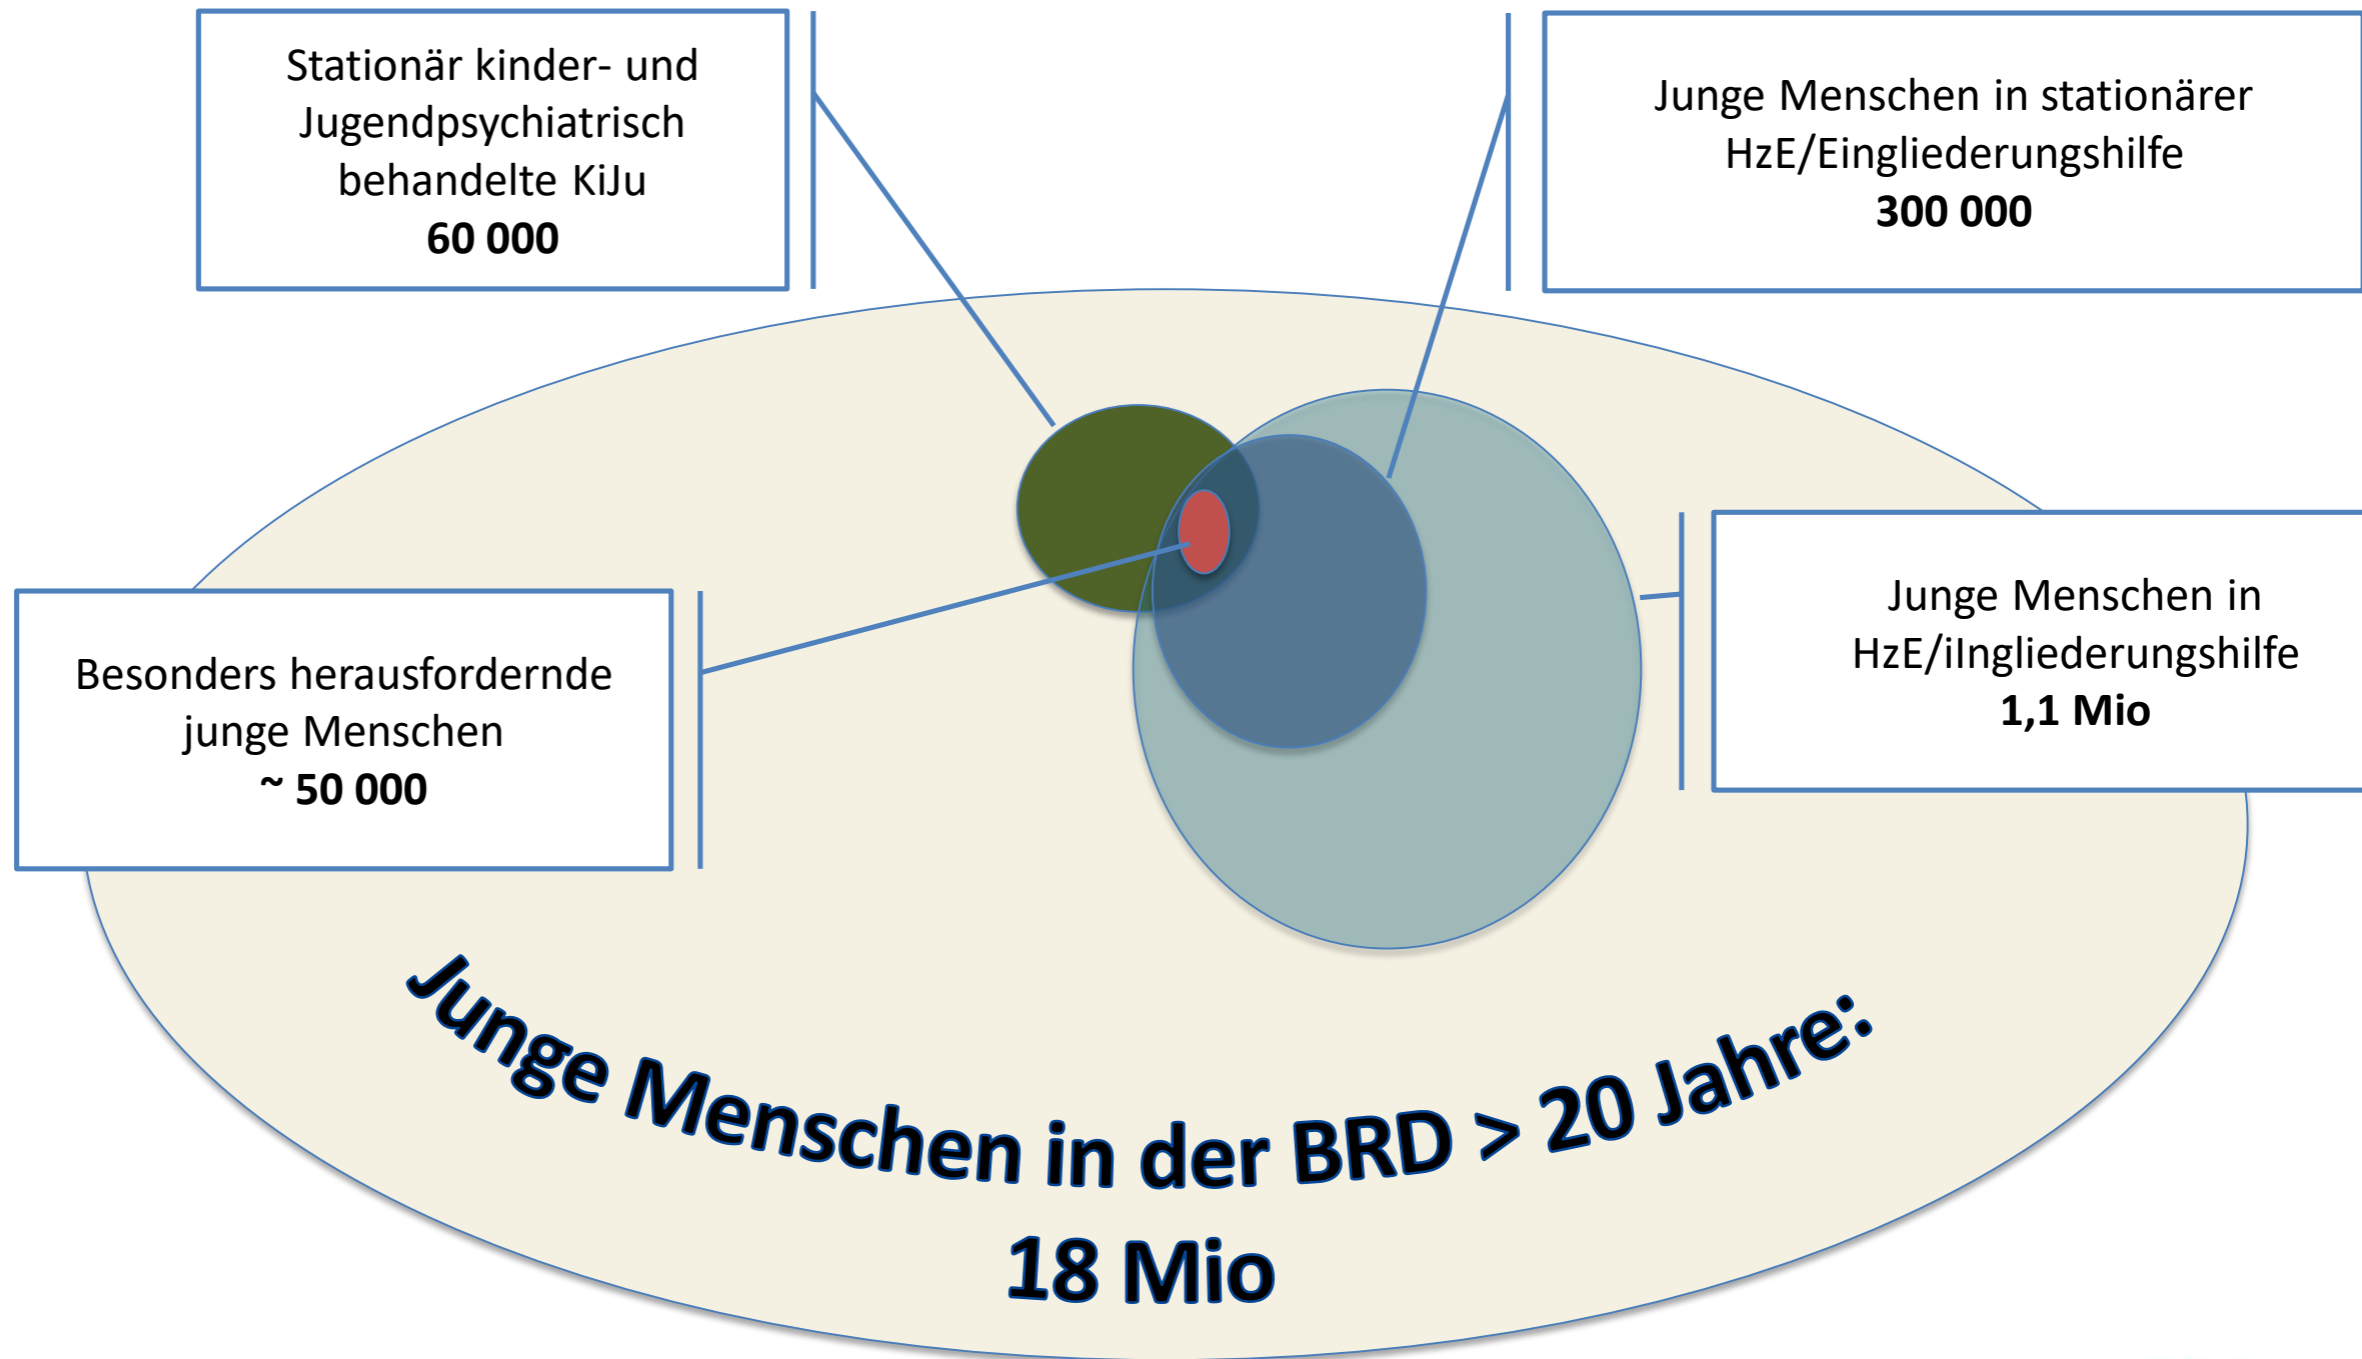 Stationär kinder- und
Jugendpsychiatrisch
behandelte KiJu
60 000
Junge Menschen in stationärer
HzE/Eingliederungshilfe
300 000
Besonders herausfordernde
junge Menschen
~ 50 000
Junge Menschen in
HzE/iIngliederungshilfe
1,1 Mio
Junge Menschen in der BRD > 20 Jahre:
18 Mio